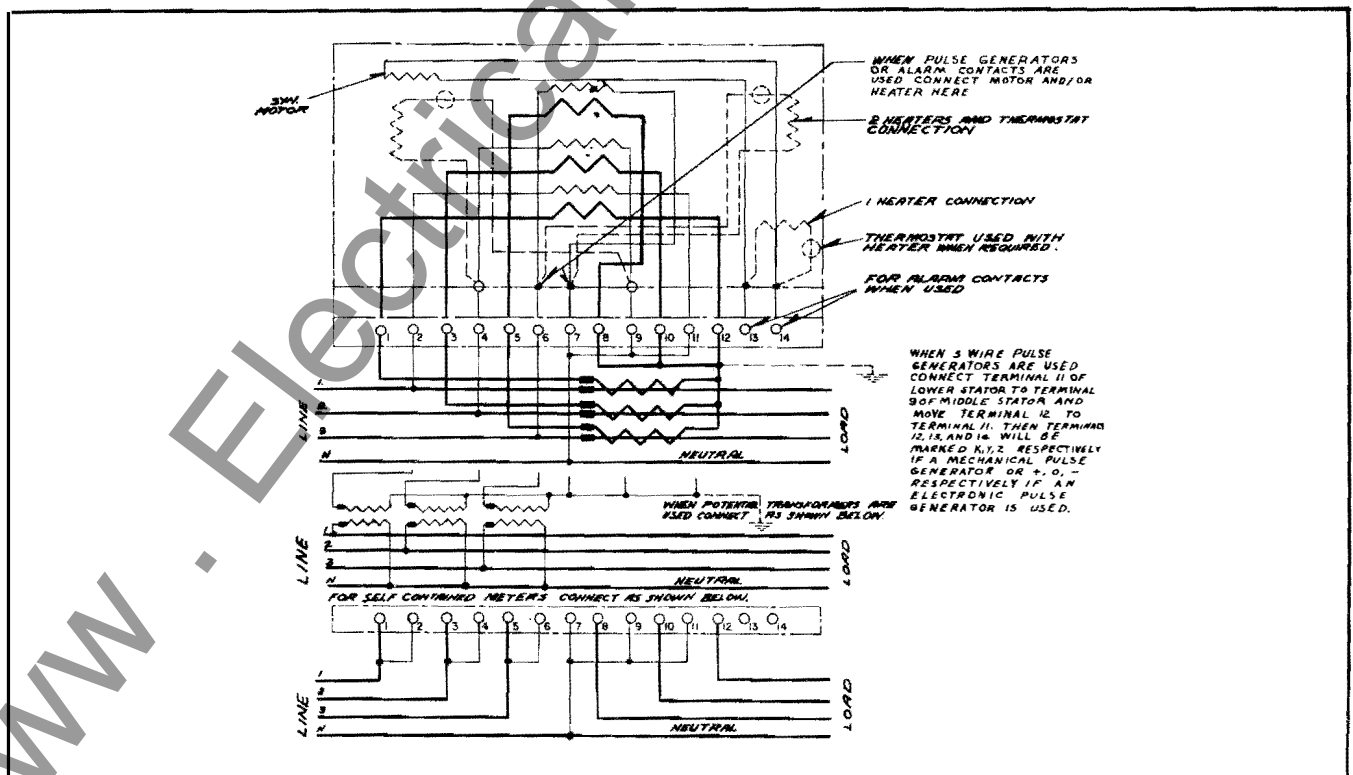 www . Electrica
SYN.
MOTOR
WHEN PULSE GENERATORS
OR ALARM CONTACTS ARE
USED CONNECT MOTOR AND/OR
HEATER HERE
2 HEATERS AND THERMOSTAT
CONNECTION
1 HEATER CONNECTION
THERMOSTAT USED WITH
HEATER WHEN REQUIRED.
FOR ALARM CONTACTS
WHEN USED
1 2 3 4 5 6 7 8 9 10 11 12 13 14
WHEN 3 WIRE PULSE
GENERATORS ARE USED
CONNECT TERMINAL 11 OF
LOWER STATOR TO TERMINAL
9 OF MIDDLE STATOR AND
MOVE TERMINAL 12 TO
TERMINAL 11. THEN TERMINALS
12, 13, AND 14 WILL BE
MARKED K,Y,Z RESPECTIVELY
IF A MECHANICAL PULSE
GENERATOR OR +, 0, -
RESPECTIVELY IF AN
ELECTRONIC PULSE
GENERATOR IS USED.
LINE
1
2
3
N
NEUTRAL
LOAD
WHEN POTENTIAL TRANSFORMERS ARE
USED CONNECT AS SHOWN BELOW.
LINE
1
2
3
N
NEUTRAL
LOAD
FOR SELF CONTAINED METERS CONNECT AS SHOWN BELOW.
1 2 3 4 5 6 7 8 9 10 11 12 13 14
LINE
1
2
3
N
NEUTRAL
LOAD